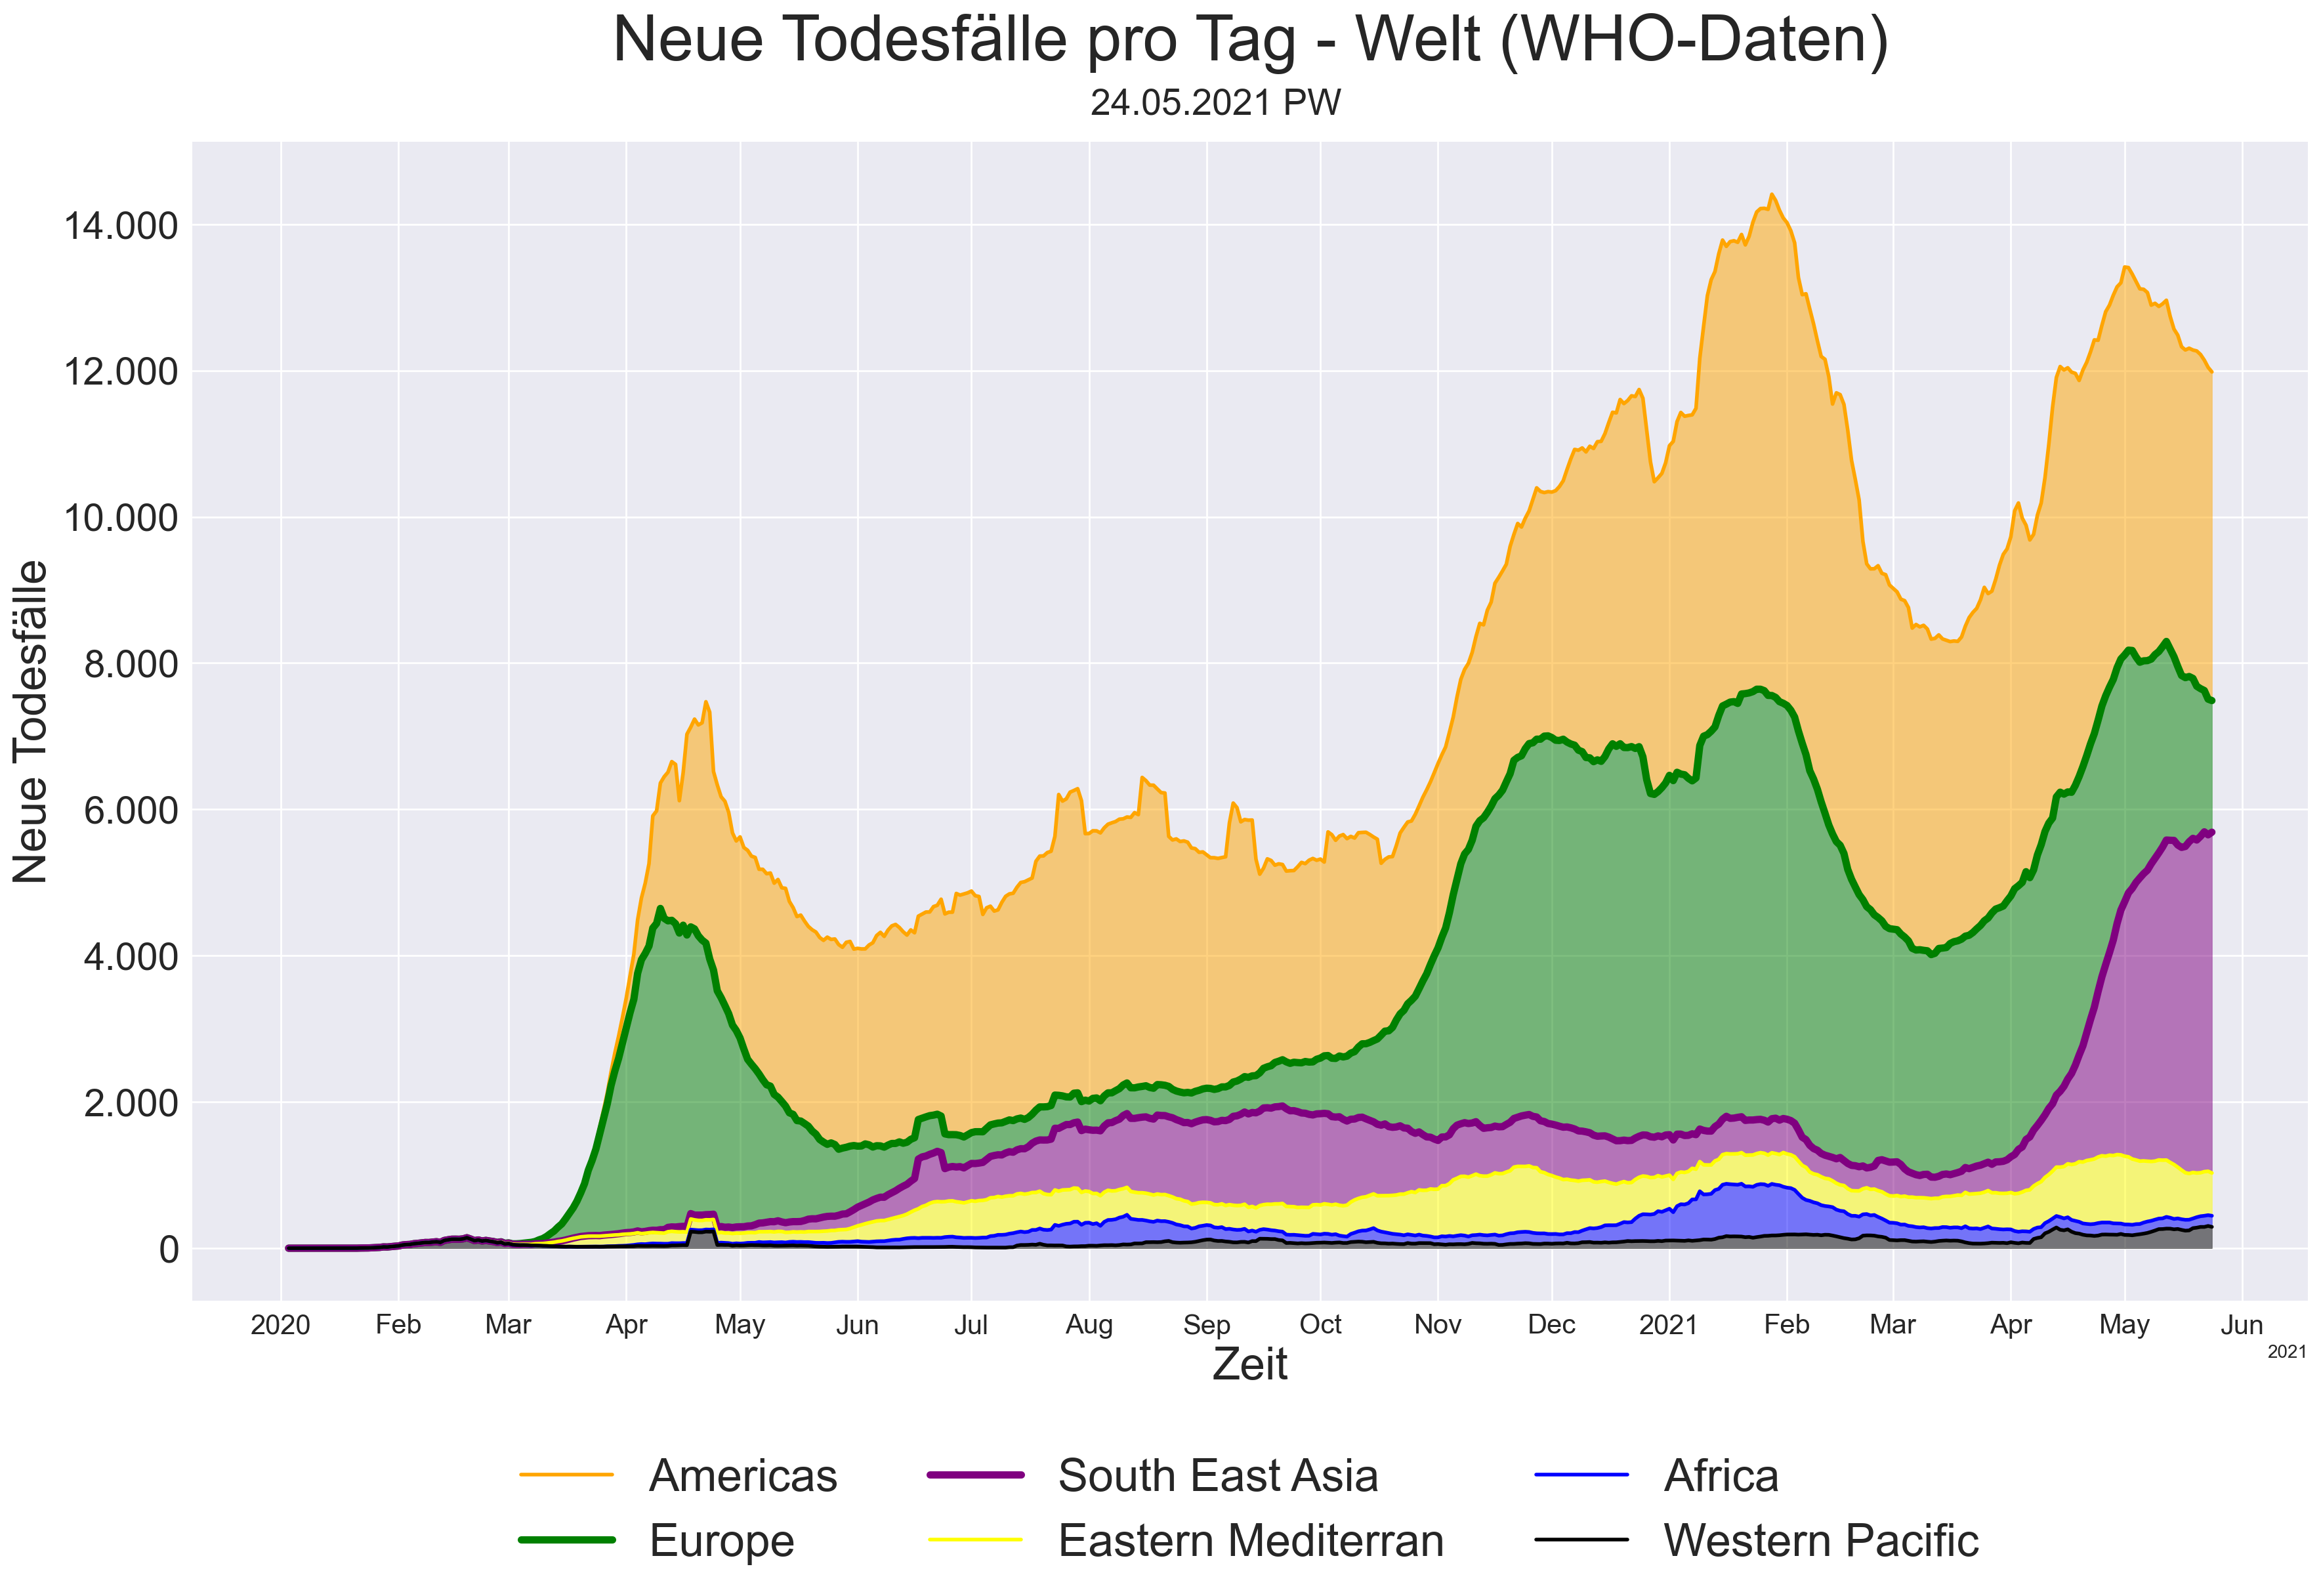 Neue Todesfälle pro Tag - Welt (WHO-Daten)
24.05.2021 PW
Neue Todesfälle
14.000
12.000
10.000
8.000
6.000
4.000
2.000
0
2020 Feb Mar Apr May Jun Jul Aug Sep Oct Nov Dec 2021 Feb Mar Apr May Jun
2021
Zeit
Americas South East Asia Africa
Europe Eastern Mediterran Western Pacific